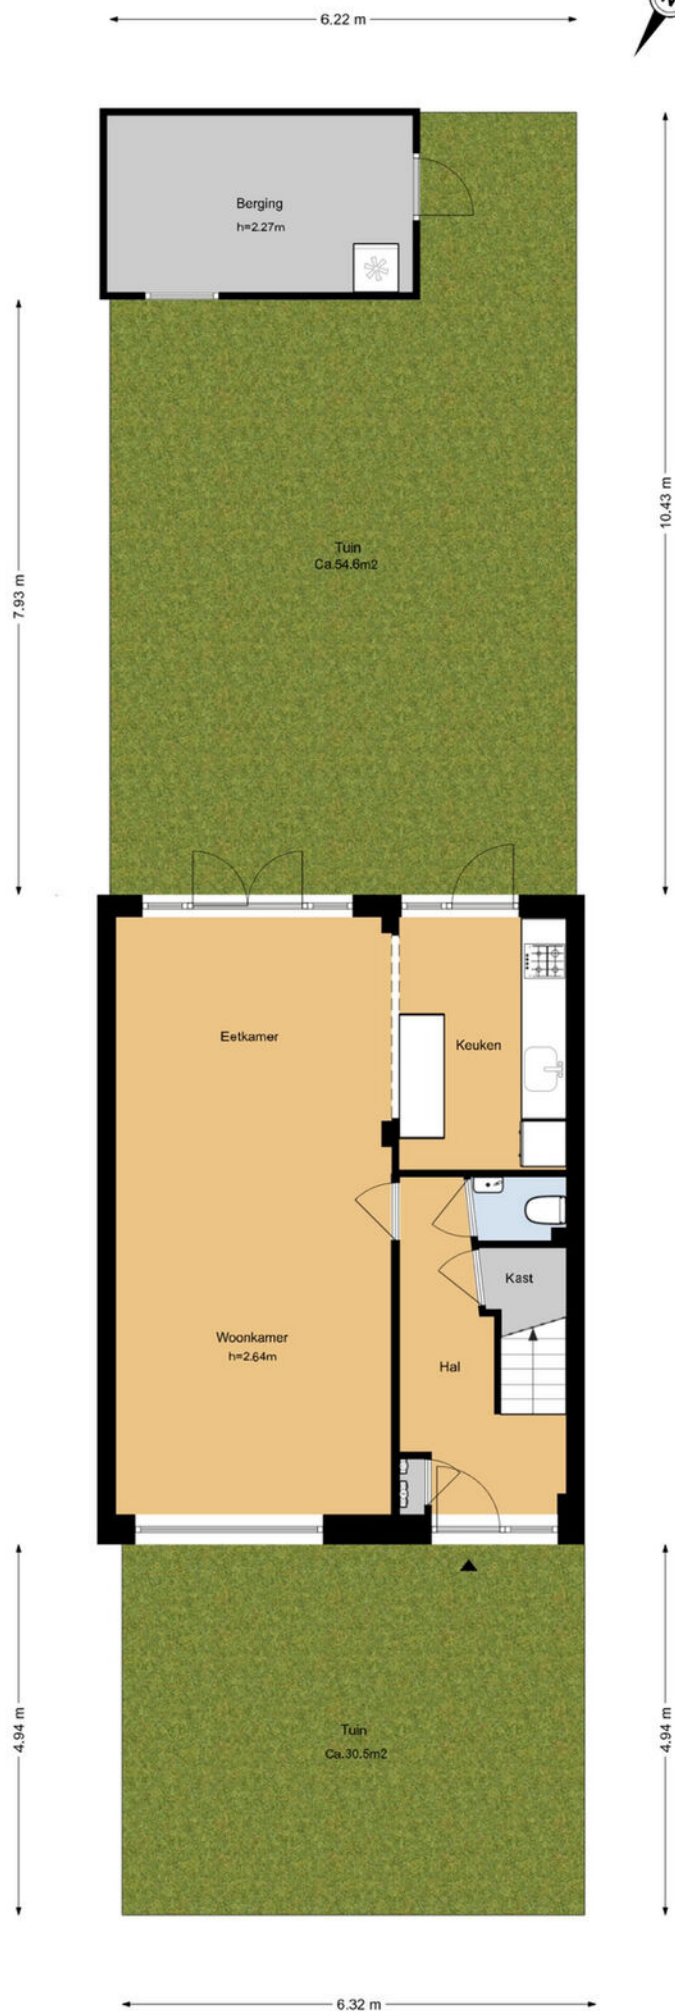 6.22 m
Berging
h=2.27m
10.43 m
Tuin
Ca.54.6m2
7.93 m
Eetkamer
Keuken
Kast
Woonkamer
h=2.64m
Hal
4.94 m
4.94 m
Tuin
Ca.30.5m2
6.32 m